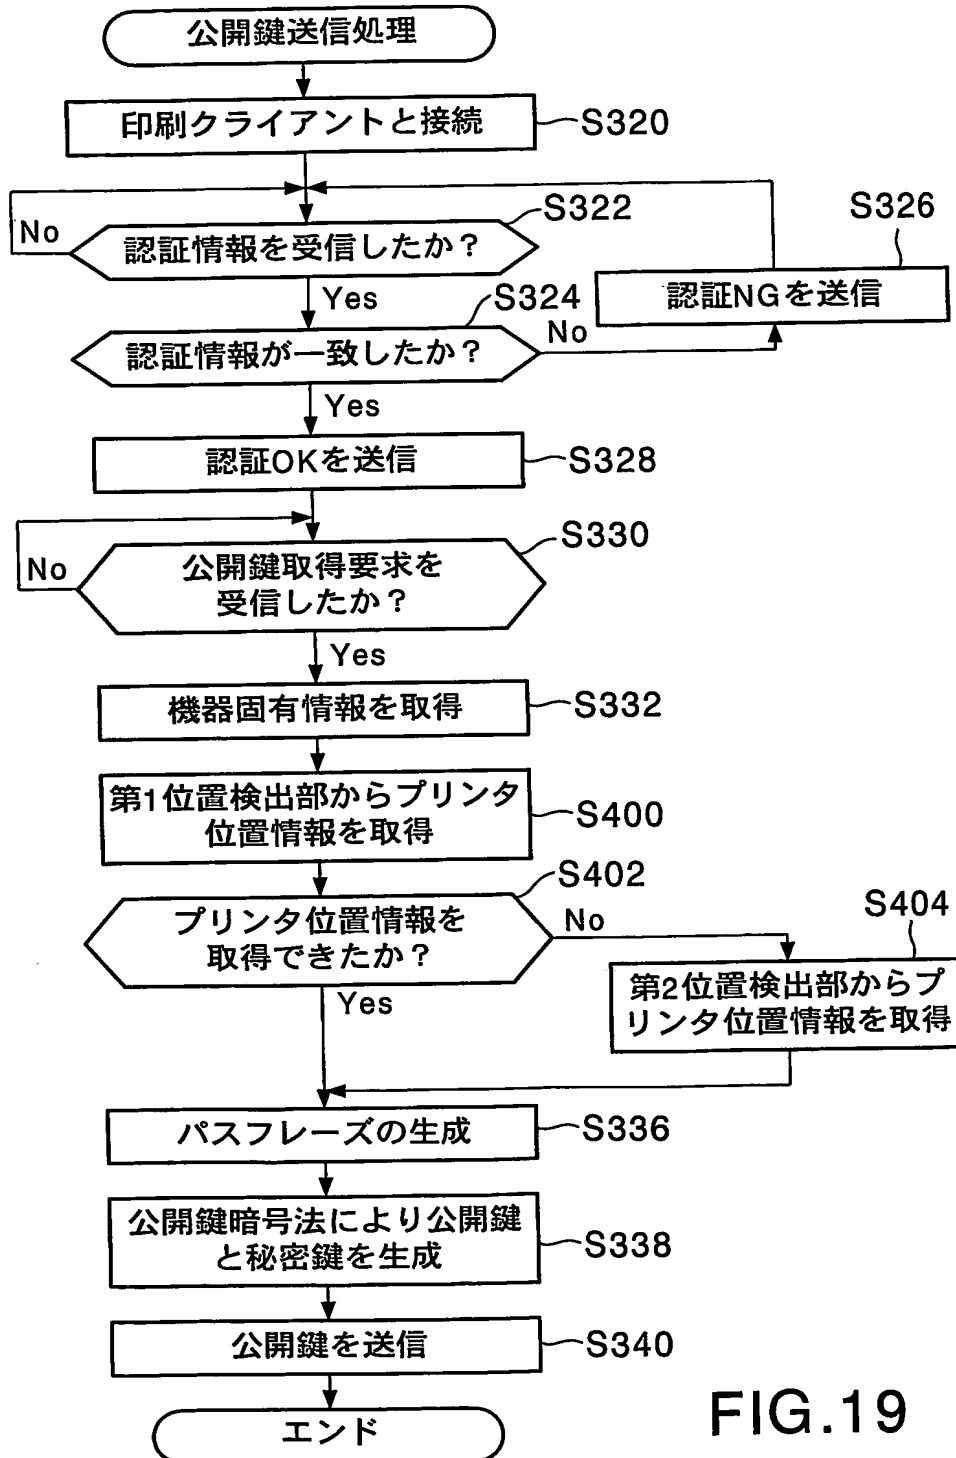 公開鍵送信処理
印刷クライアントと接続
S320
No
認証情報を受信したか？
S322
Yes
認証情報が一致したか？
S324
No
S326
認証NGを送信
Yes
認証OKを送信
S328
No
公開鍵取得要求を
受信したか？
S330
Yes
機器固有情報を取得
S332
第1位置検出部からプリンタ
位置情報を取得
S400
プリンタ位置情報を
取得できたか？
S402
No
S404
第2位置検出部からプ
リンタ位置情報を取得
Yes
パスフレーズの生成
S336
公開鍵暗号法により公開鍵
と秘密鍵を生成
S338
公開鍵を送信
S340
エンド
FIG.19